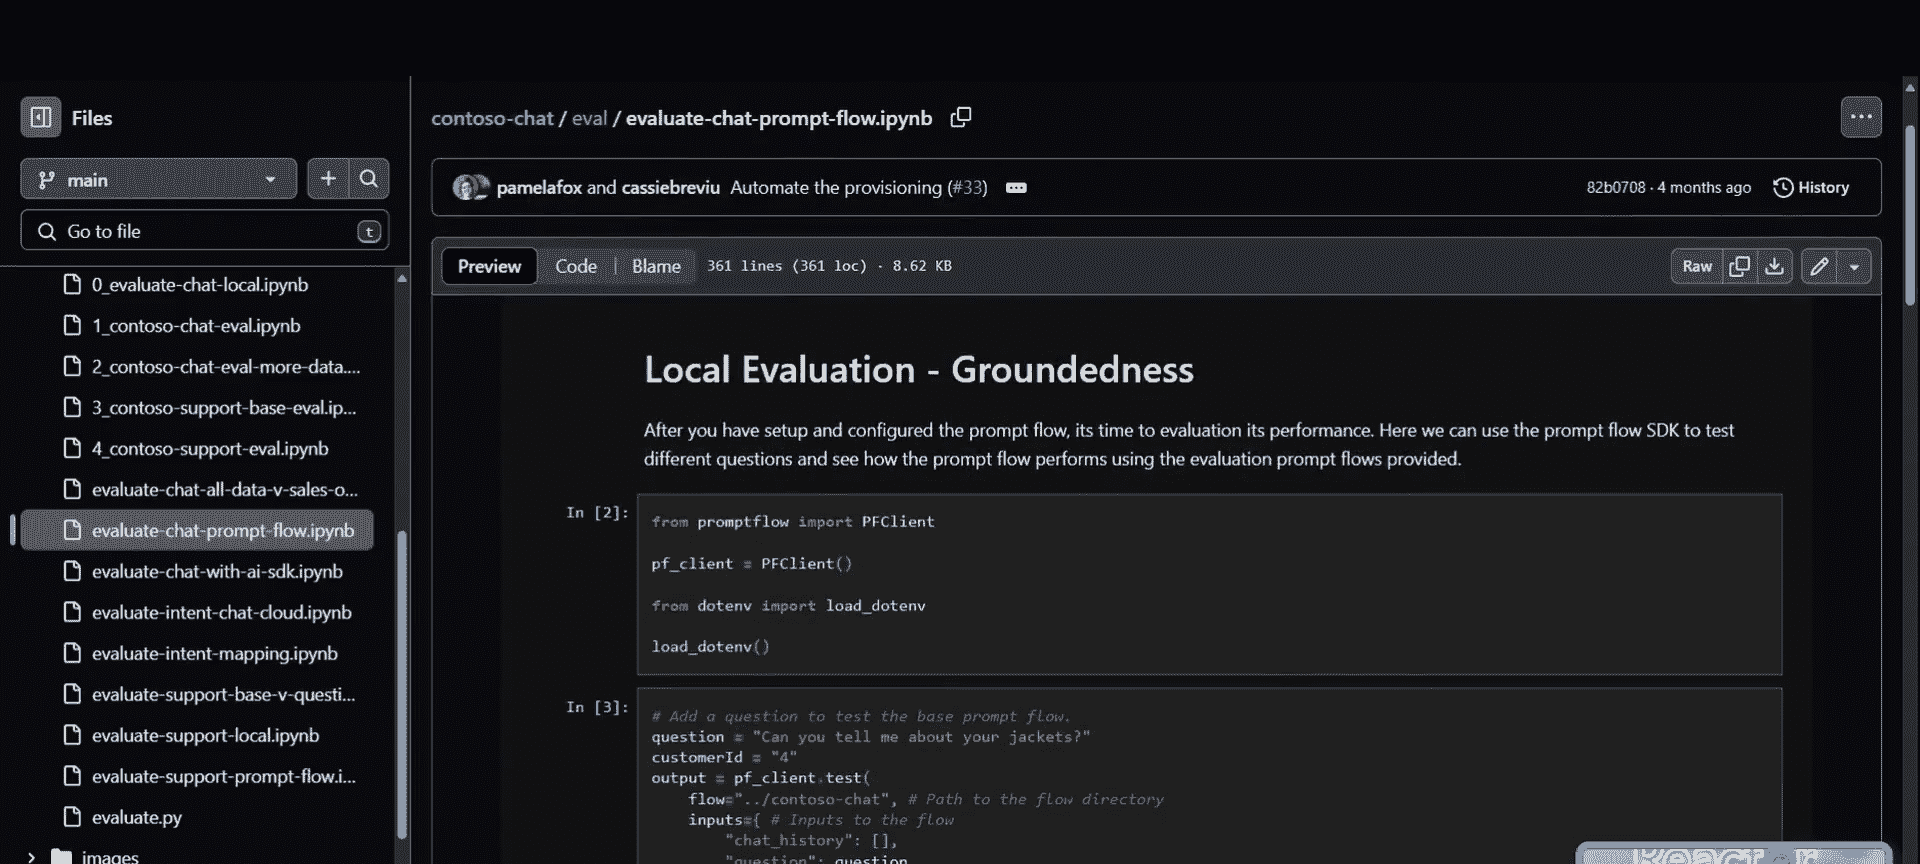 Files
main
Go to file
t
0_evaluate-chat-local.ipynb
1_contoso-chat-eval.ipynb
2_contoso-chat-eval-more-data....
3_contoso-support-base-eval.ip...
4_contoso-support-eval.ipynb
evaluate-chat-all-data-v-sales-o...
evaluate-chat-prompt-flow.ipynb
evaluate-chat-with-ai-sdk.ipynb
evaluate-intent-chat-cloud.ipynb
evaluate-intent-mapping.ipynb
evaluate-support-base-v-questi...
evaluate-support-local.ipynb
evaluate-support-prompt-flow.i...
evaluate.py
images
contoso-chat / eval / evaluate-chat-prompt-flow.ipynb
pamelafox and cassiebreviu Automate the provisioning (#33) 82b0708 · 4 months ago History
Preview Code Blame 361 lines (361 loc) · 8.62 KB Raw
Local Evaluation - Groundedness
After you have setup and configured the prompt flow, its time to evaluation its performance. Here we can use the prompt flow SDK to test
different questions and see how the prompt flow performs using the evaluation prompt flows provided.
In [2]: from promptflow import PFClient
pf_client = PFClient()
from dotenv import load_dotenv
load_dotenv()
In [3]: # Add a question to test the base prompt flow.
question = "Can you tell me about your jackets?"
customerId = "4"
output = pf_client.test(
flow="../contoso-chat", # Path to the flow directory
inputs={ # Inputs to the flow
"chat_history": [],
"question": question